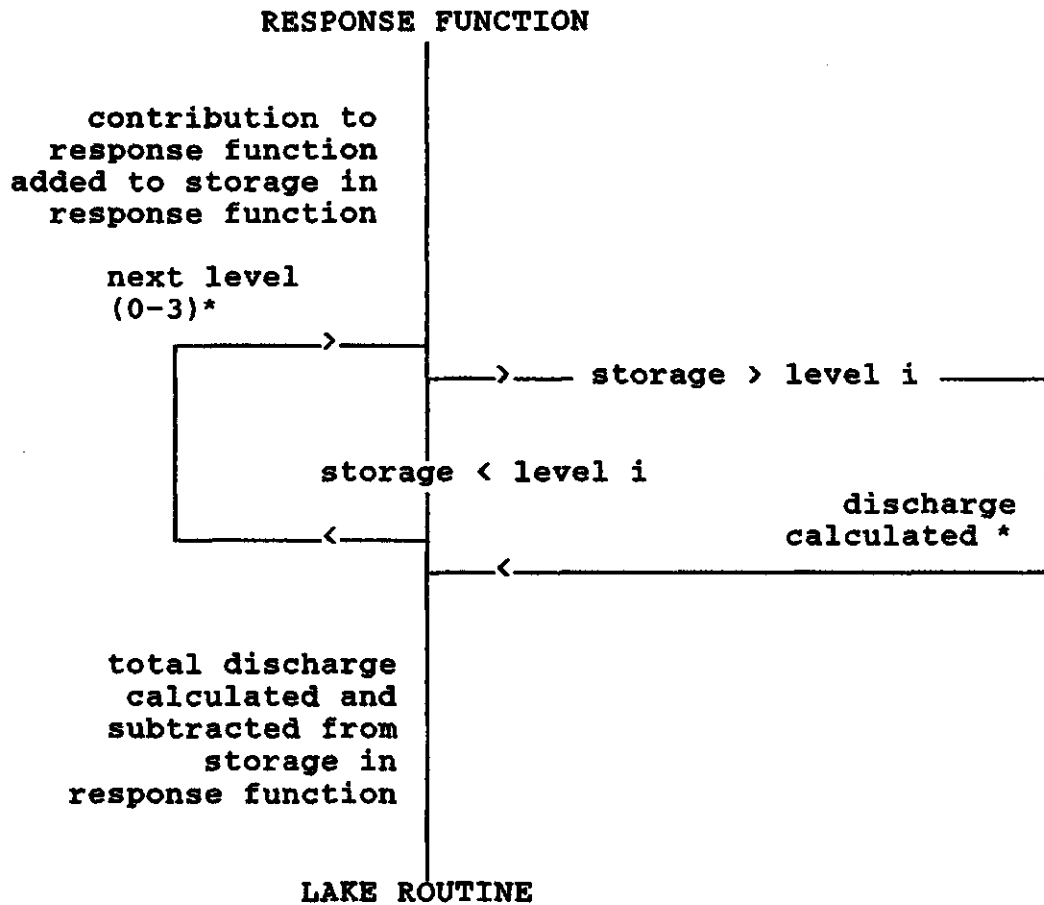 RESPONSE FUNCTION
contribution to
response function
added to storage in
response function
next level
(0-3)*
>
> storage > level i
storage < level i
discharge
calculated *
<
<
total discharge
calculated and
subtracted from
storage in
response function
LAKE ROUTINE